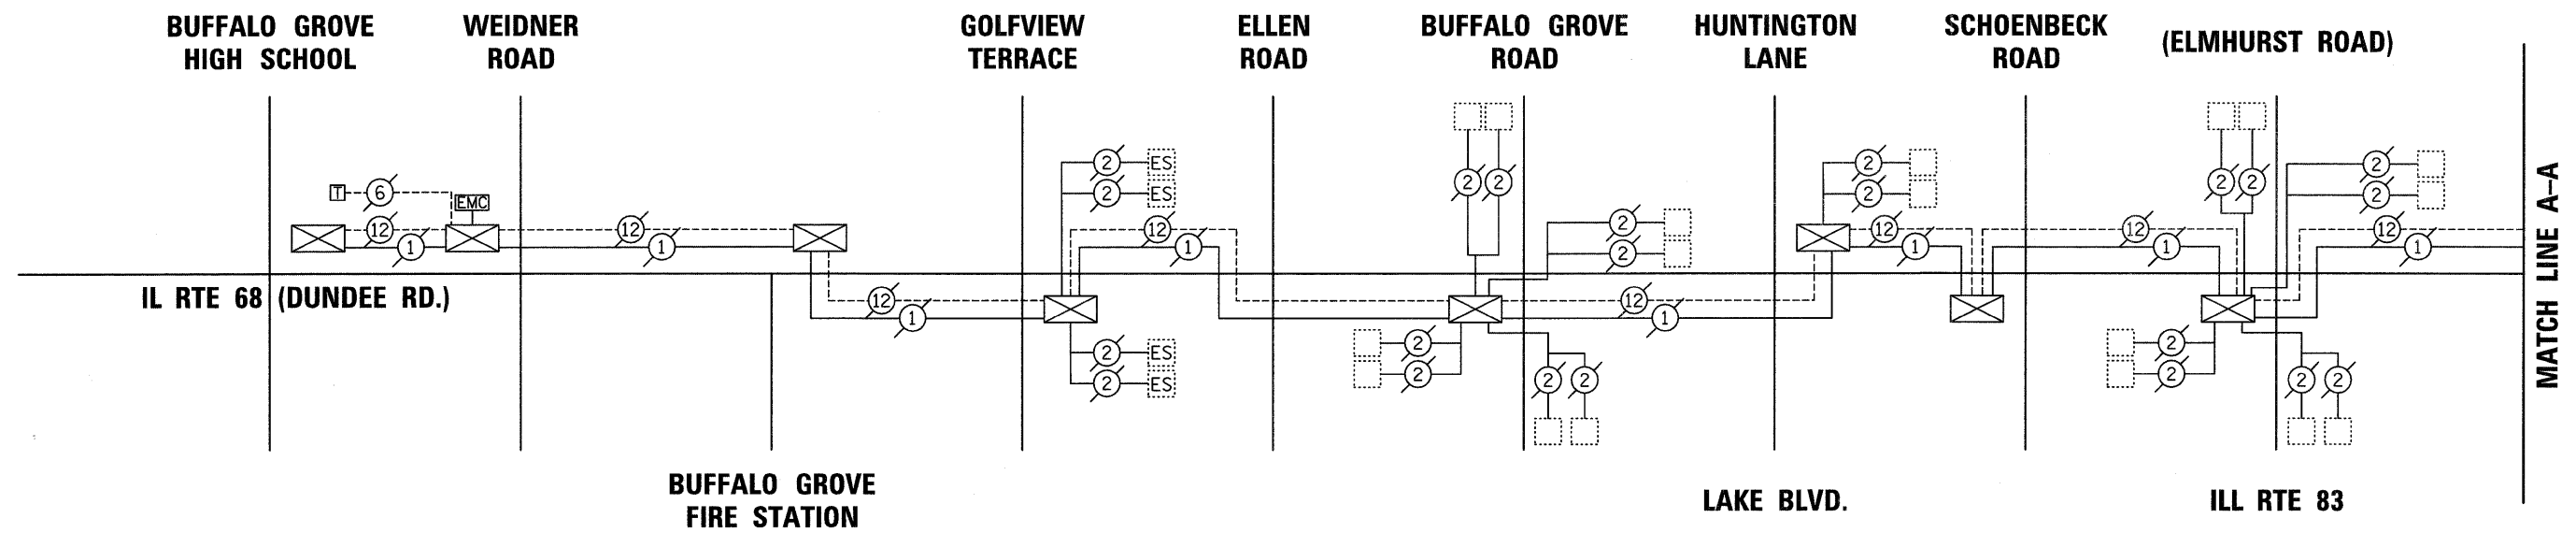 BUFFALO GROVE
HIGH SCHOOL
WEIDNER
ROAD
GOLFVIEW
TERRACE
ELLEN
ROAD
BUFFALO GROVE
ROAD
HUNTINGTON
LANE
SCHOENBECK
ROAD
(ELMHURST ROAD)
2 ES
2 ES
2 2
2
2
2 2
2
2
T 6
EMC
12
1
12
1
12
1
2
2
12
1
12
1
12
1
IL RTE 68 (DUNDEE RD.)
12
1
12
1
2 ES
2 ES
2
2
2 2
2
2
2 2
MATCH LINE A-A
BUFFALO GROVE
FIRE STATION
LAKE BLVD.
ILL RTE 83